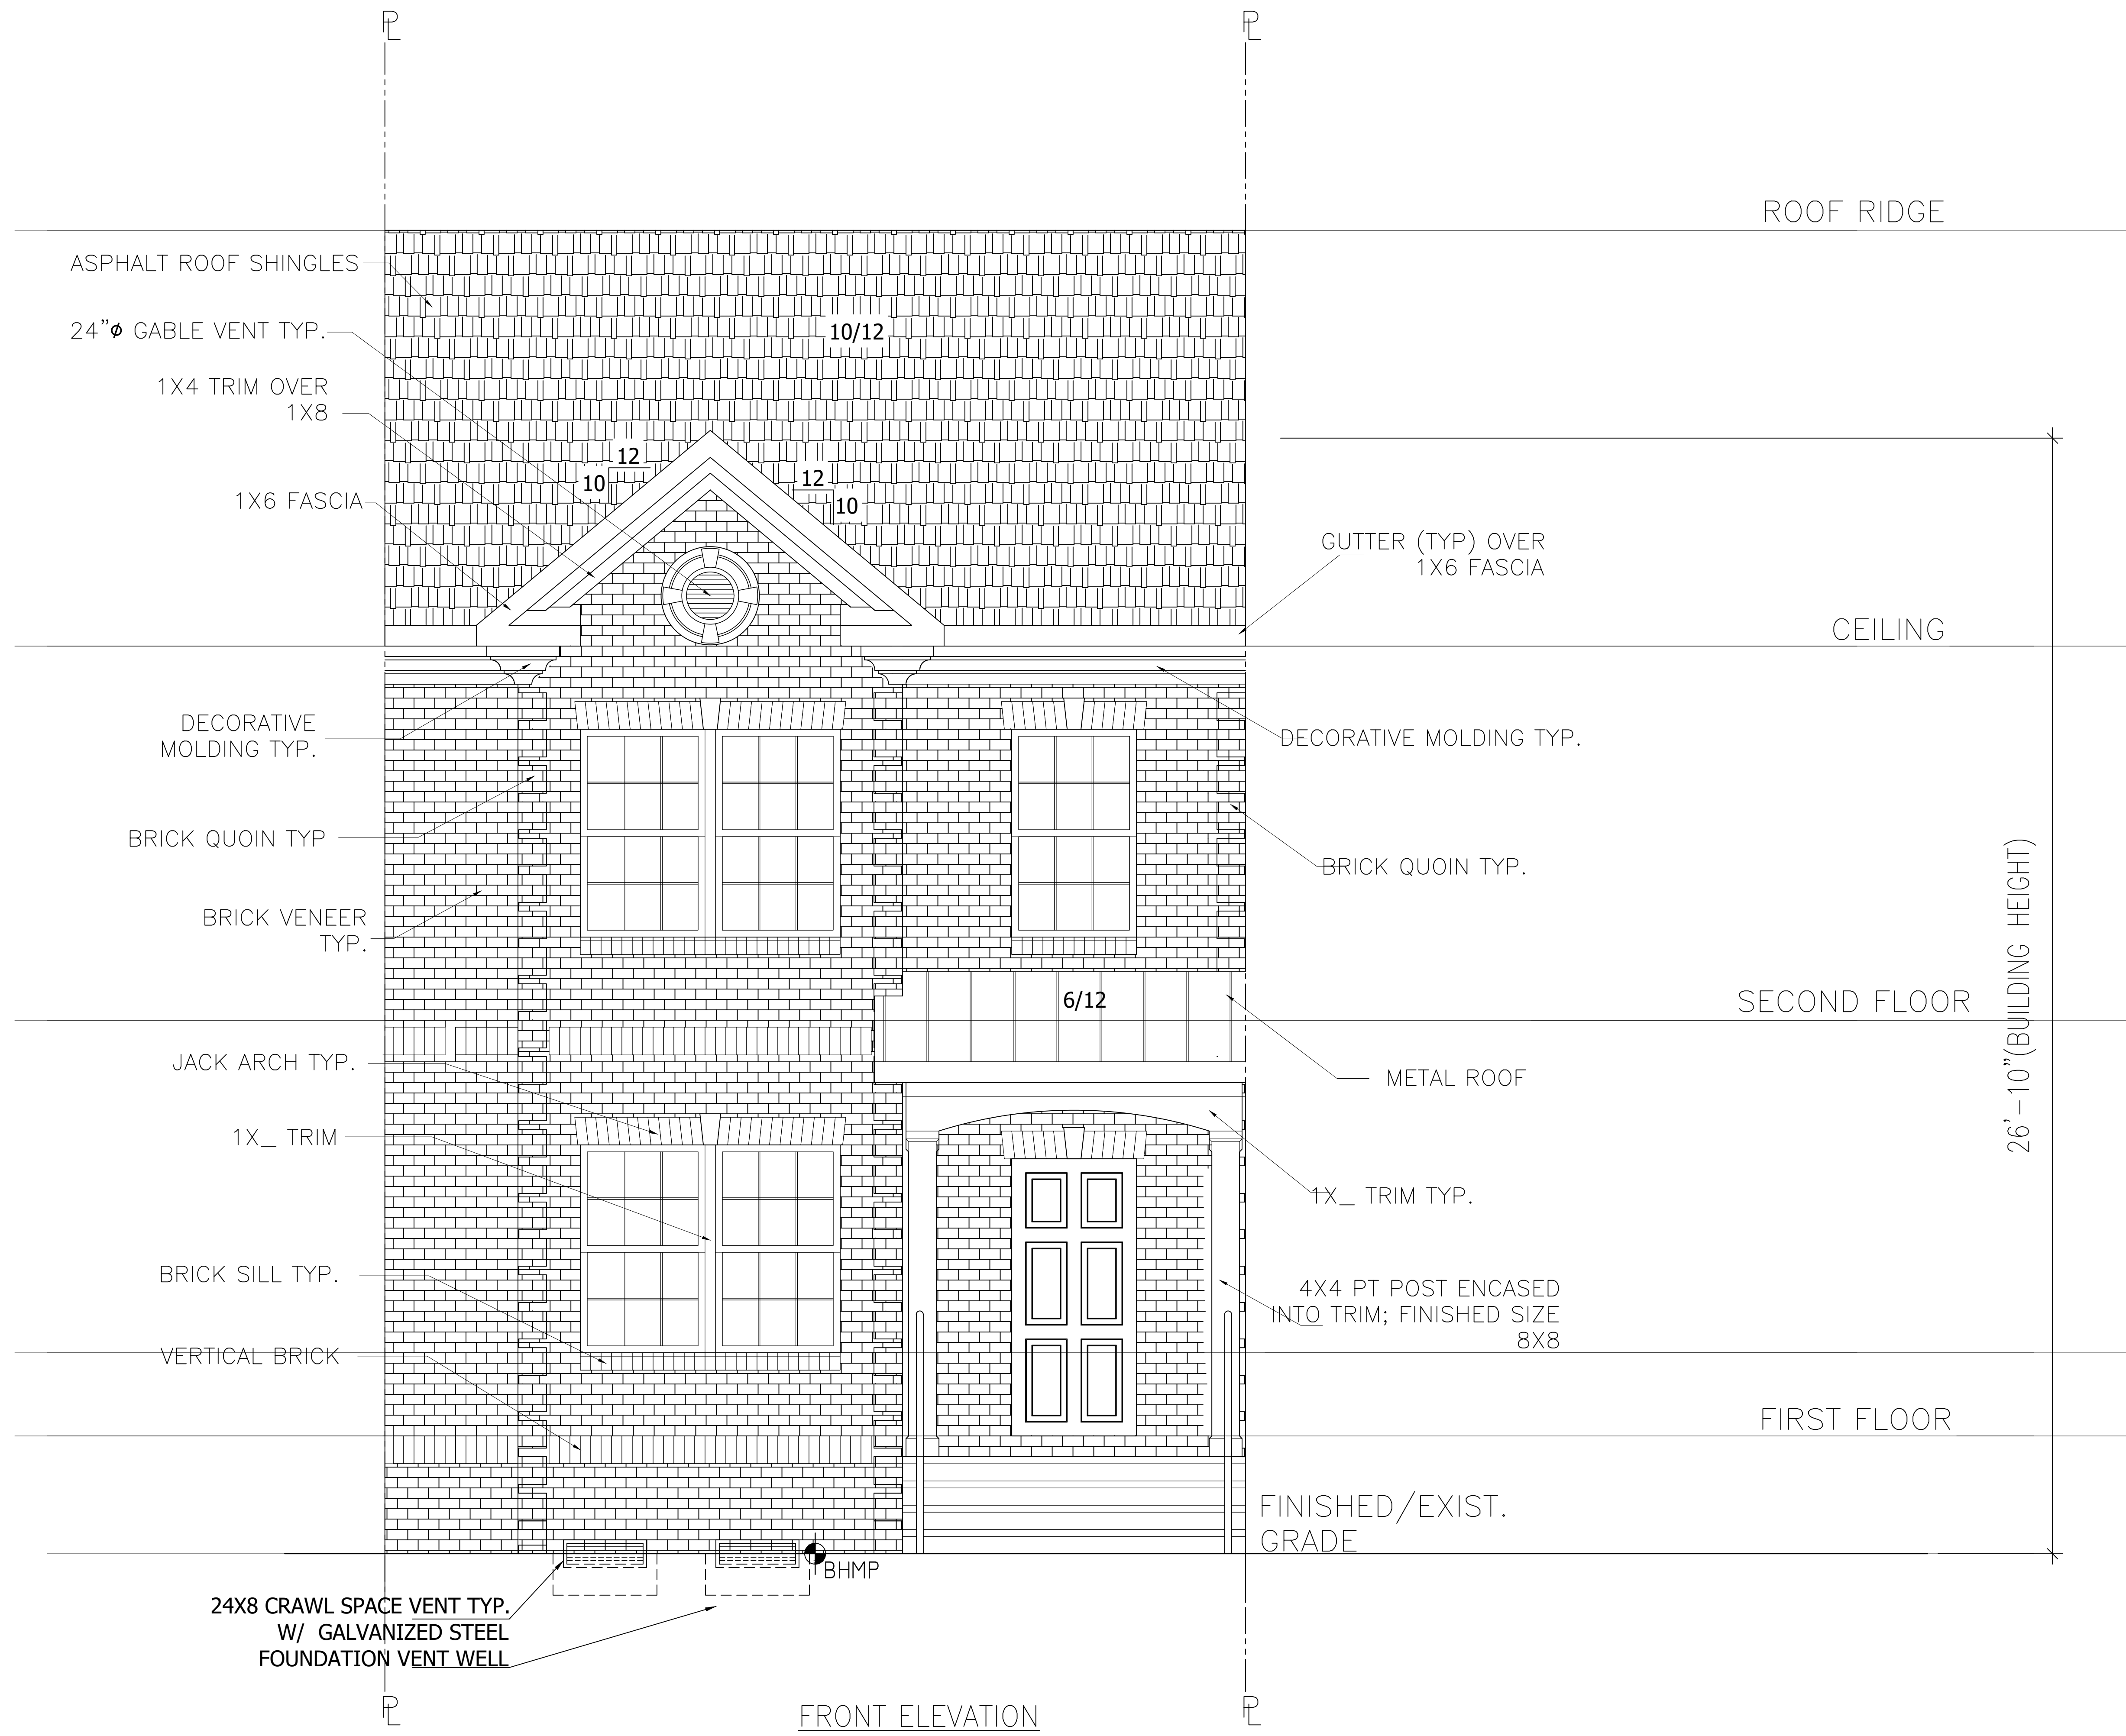 PL
PL
ROOF RIDGE
ASPHALT ROOF SHINGLES
24"ø GABLE VENT TYP.
10/12
1X4 TRIM OVER
1X8
12
10
12
10
1X6 FASCIA
GUTTER (TYP) OVER
1X6 FASCIA
CEILING
DECORATIVE
MOLDING TYP.
DECORATIVE MOLDING TYP.
BRICK QUOIN TYP
BRICK QUOIN TYP.
BRICK VENEER
TYP.
26'-10"(BUILDING HEIGHT)
6/12
SECOND FLOOR
JACK ARCH TYP.
METAL ROOF
1X_ TRIM
1X_ TRIM TYP.
BRICK SILL TYP.
4X4 PT POST ENCASED
INTO TRIM; FINISHED SIZE
8X8
VERTICAL BRICK
FIRST FLOOR
FINISHED/EXIST.
GRADE
BHMP
24X8 CRAWL SPACE VENT TYP.
W/ GALVANIZED STEEL
FOUNDATION VENT WELL
PL
PL
FRONT ELEVATION